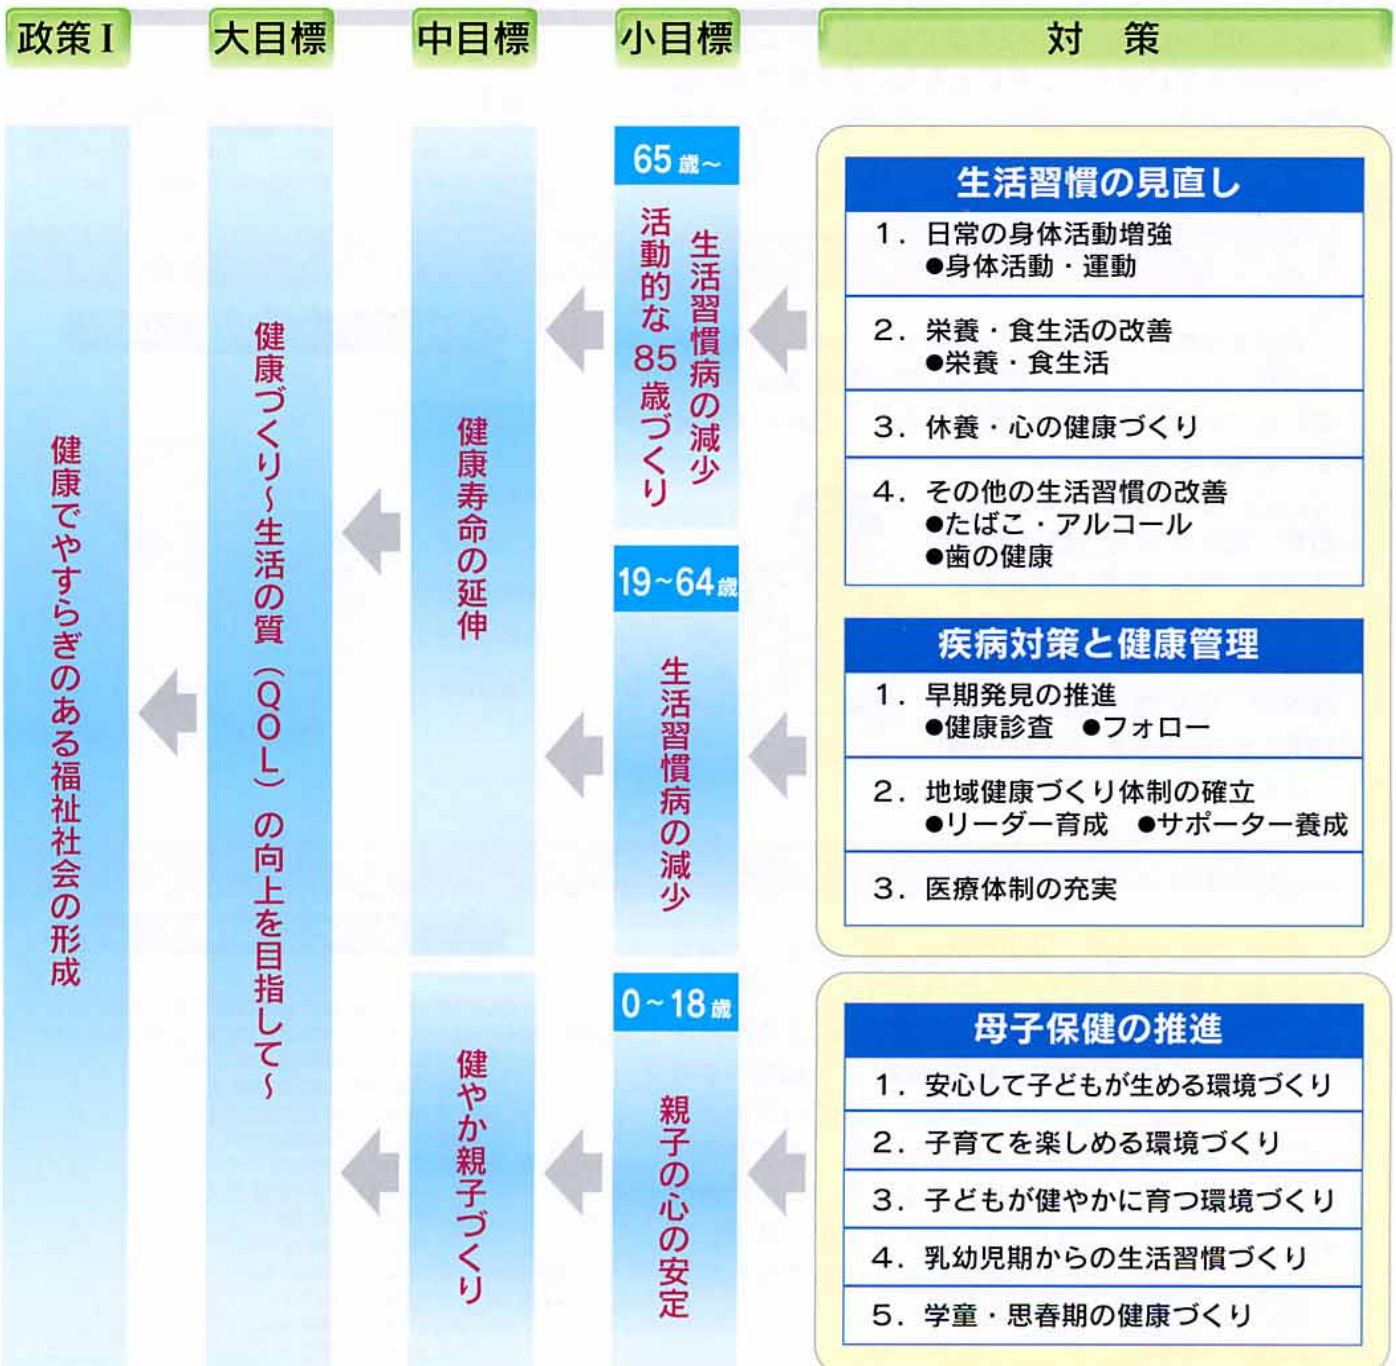 政策Ⅰ
大目標
中目標
小目標
対 策
健康でやすらぎのある福祉社会の形成
健康づくり～生活の質（ＱＯＬ）の向上を目指して～
健康寿命の延伸
健やか親子づくり
65歳～
生活習慣病の減少
活動的な85歳づくり
19～64歳
生活習慣病の減少
0～18歳
親子の心の安定
生活習慣の見直し
1．日常の身体活動増強
●身体活動・運動
2．栄養・食生活の改善
●栄養・食生活
3．休養・心の健康づくり
4．その他の生活習慣の改善
●たばこ・アルコール
●歯の健康
疾病対策と健康管理
1．早期発見の推進
●健康診査 ●フォロー
2．地域健康づくり体制の確立
●リーダー育成 ●サポーター養成
3．医療体制の充実
母子保健の推進
1．安心して子どもが生める環境づくり
2．子育てを楽しめる環境づくり
3．子どもが健やかに育つ環境づくり
4．乳幼児期からの生活習慣づくり
5．学童・思春期の健康づくり